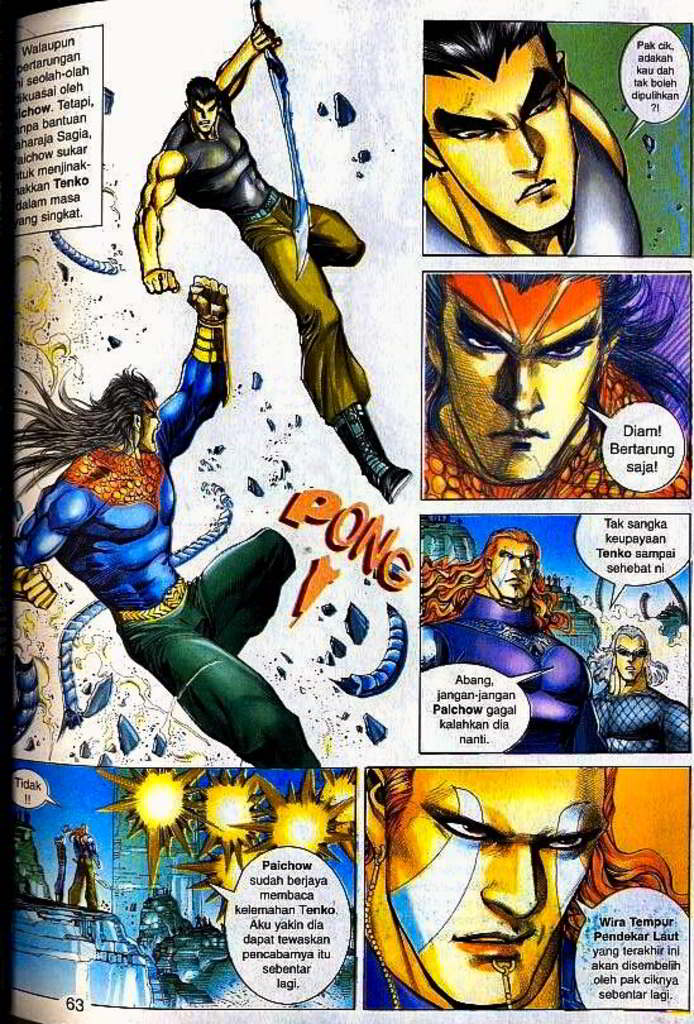 Walaupun
pertarungan
ni seolah-olah
dikuasai oleh
Paichow. Tetapi,
tanpa bantuan
Maharaja Sagia,
Paichow sukar
untuk menjinak-
hakkan Tenko
dalam masa
yang singkat.
Pak cik,
adakah
kau dah
tak boleh
dipulihkan
?!
PONG
!
Diam!
Bertarung
saja!
Tak sangka
keupayaan
Tenko sampai
sehebat ni
Abang,
jangan-jangan
Paichow gagal
kalahkan dia
nanti.
Tidak
!!
Paichow
sudah berjaya
membaca
kelemahan Tenko.
Aku yakin dia
dapat tewaskan
pencabarnya itu
sebentar
lagi.
Wira Tempur
Pendekar Laut
yang terakhir ini
akan disembelih
oleh pak ciknya
sebentar lagi.
63